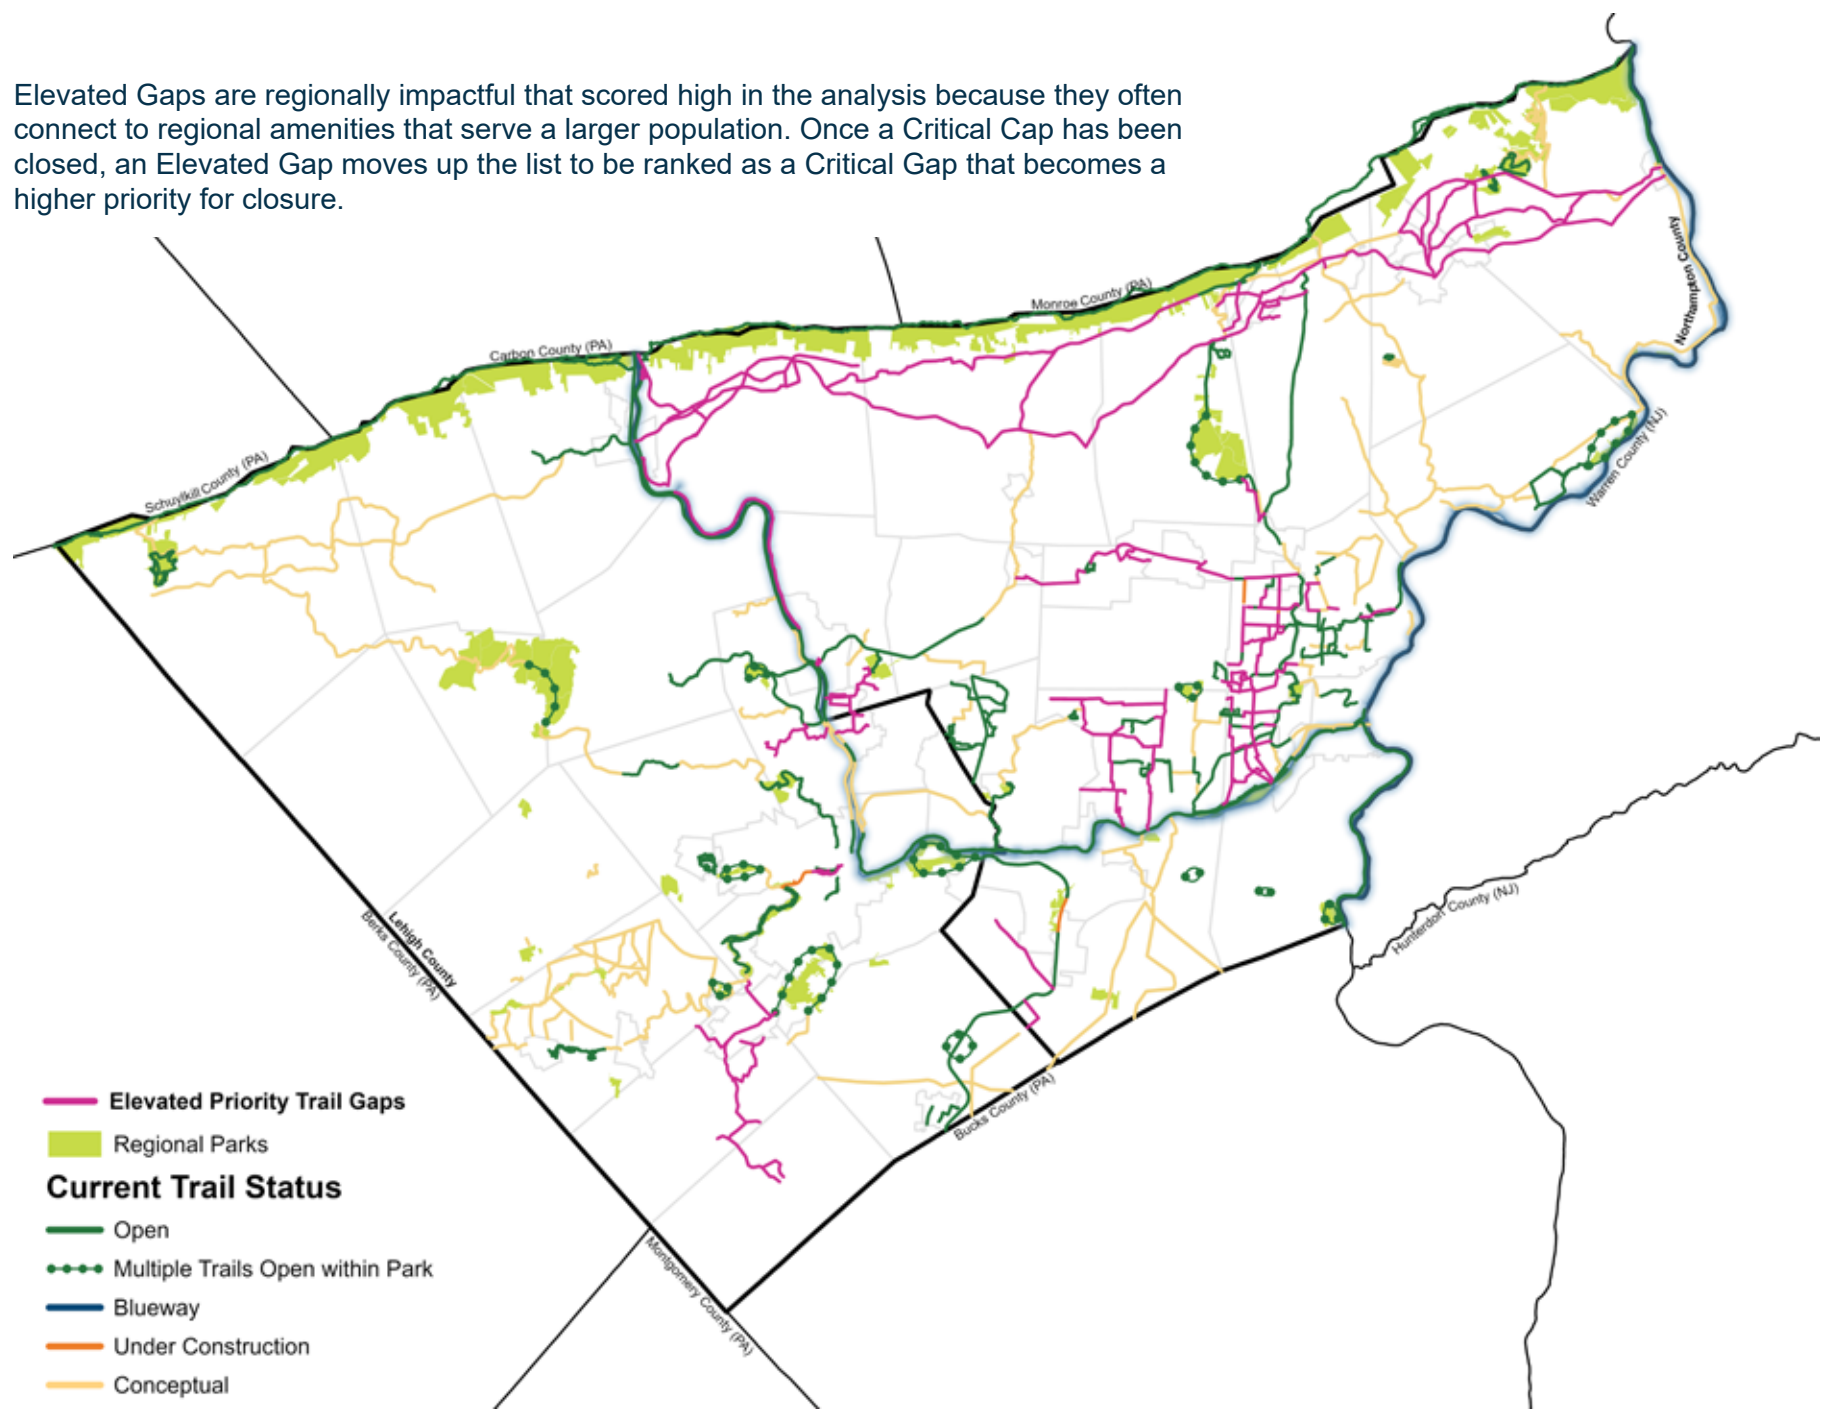 Elevated Gaps are regionally impactful that scored high in the analysis because they often
connect to regional amenities that serve a larger population. Once a Critical Cap has been
closed, an Elevated Gap moves up the list to be ranked as a Critical Gap that becomes a
higher priority for closure.
Northampton County
Monroe County (PA)
Carbon County (PA)
Schuylkill County (PA)
Warren County (NJ)
Hunterdon County (NJ)
Lehigh County
Berks County (PA)
Bucks County (PA)
Montgomery County (PA)
Elevated Priority Trail Gaps
Regional Parks
Current Trail Status
Open
Multiple Trails Open within Park
Blueway
Under Construction
Conceptual